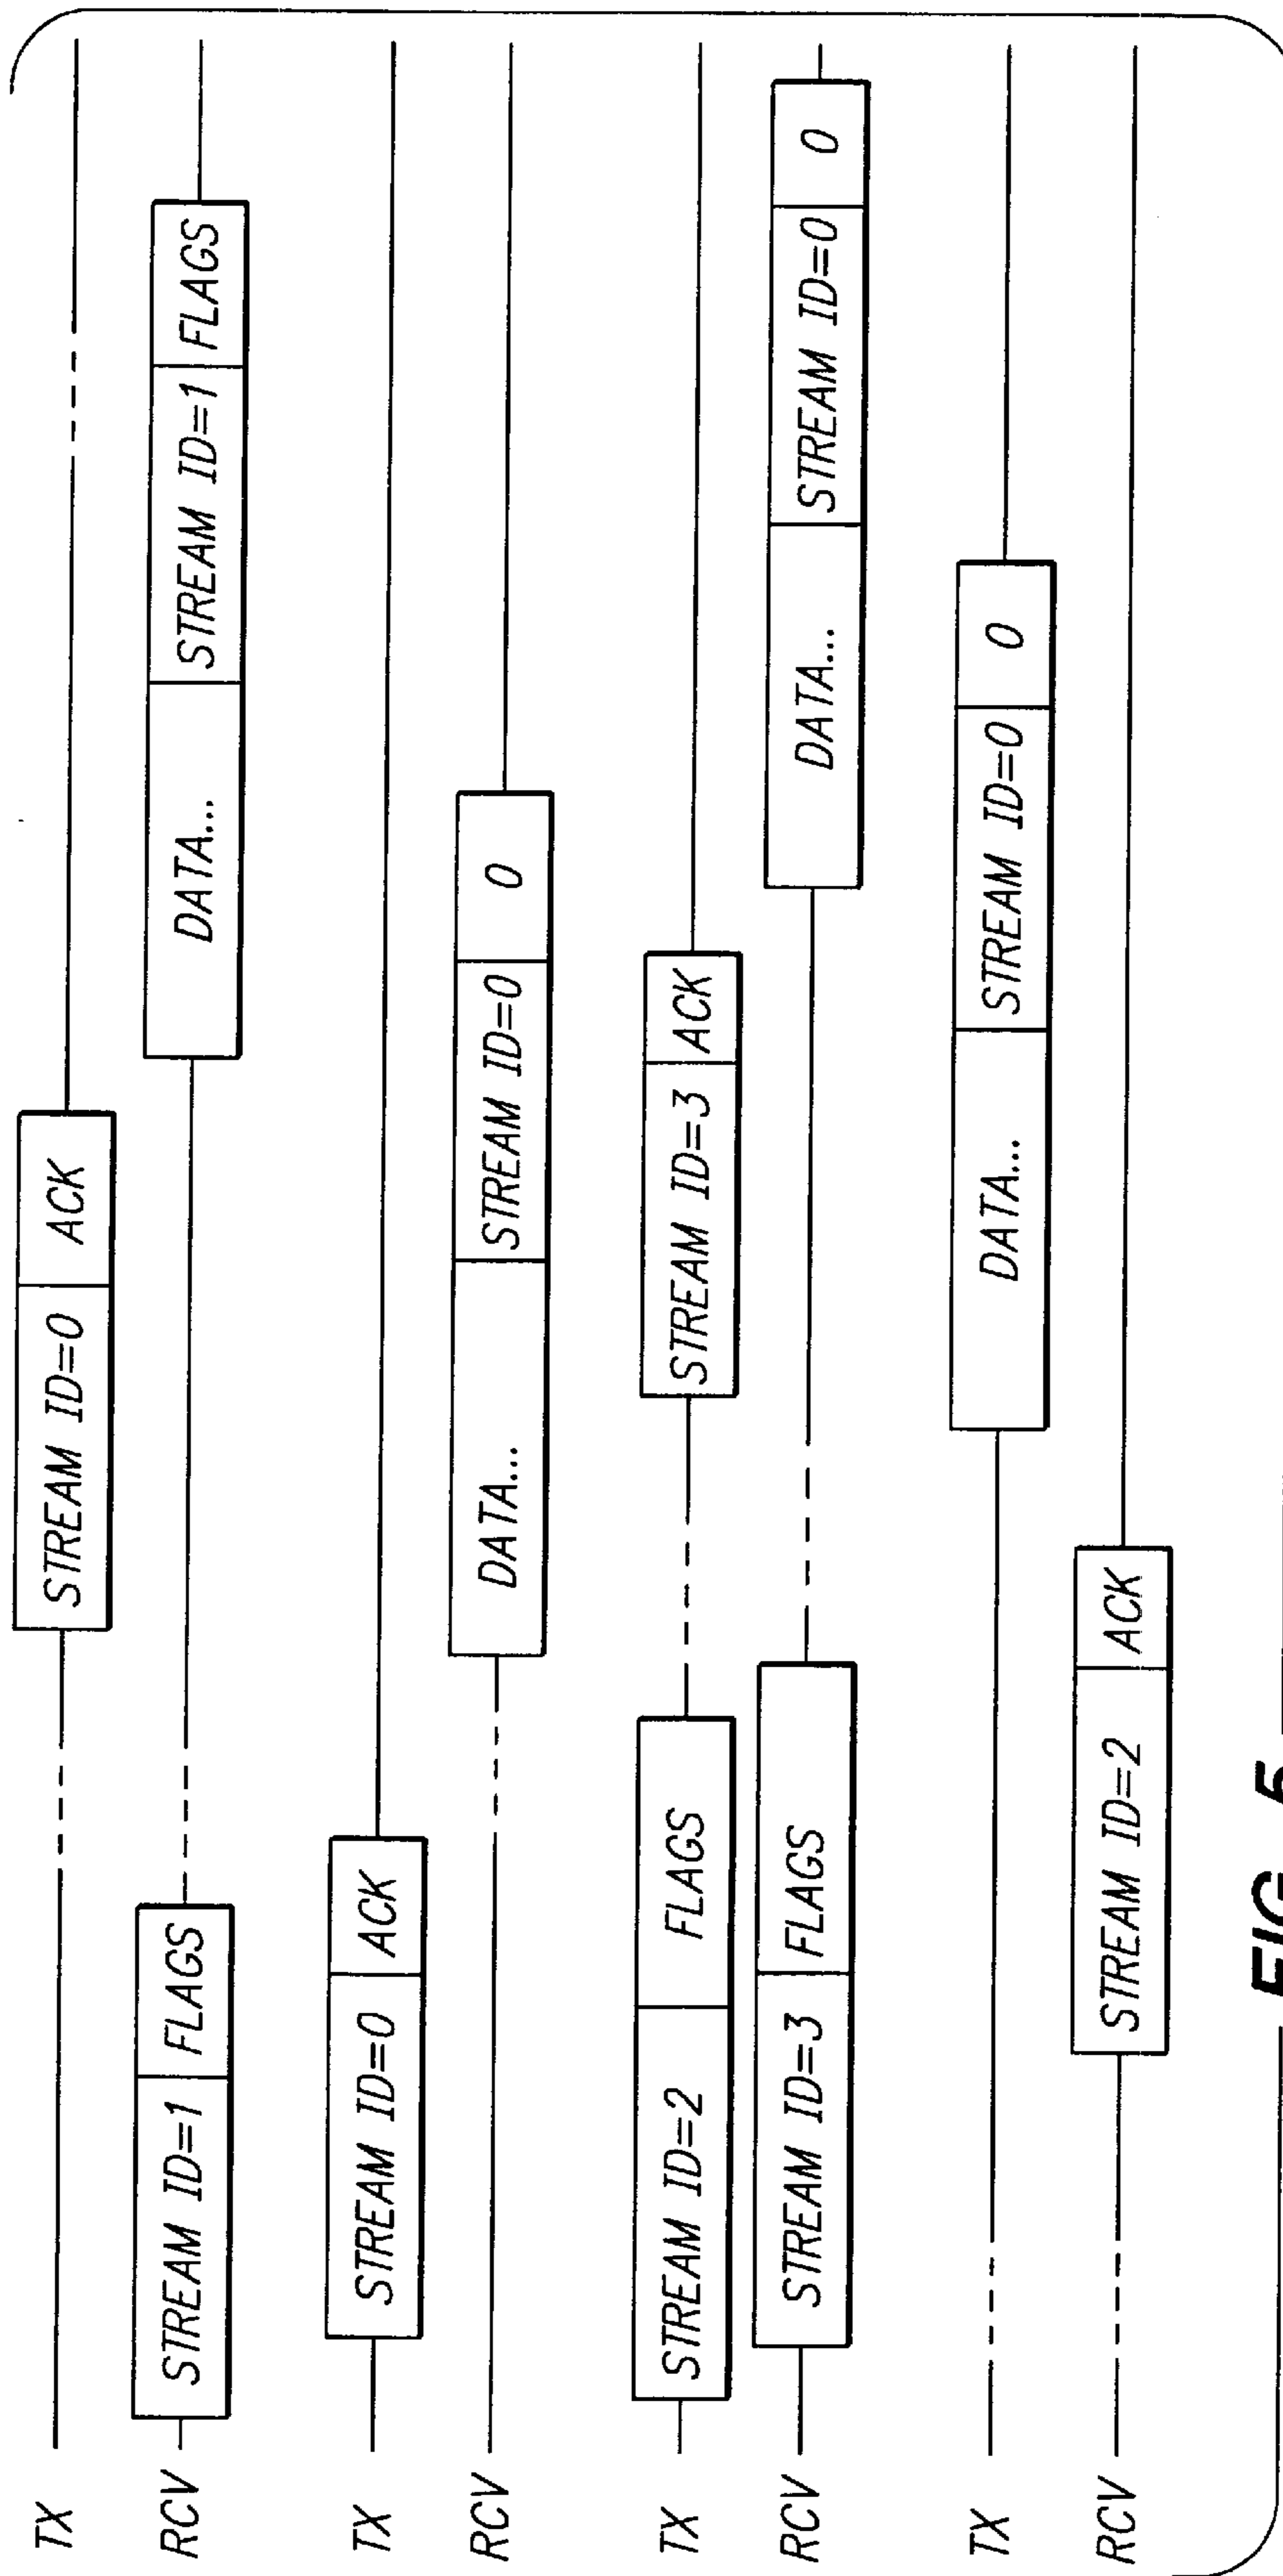 TX STREAM ID=0 ACK
RCV STREAM ID=1 FLAGS DATA... STREAM ID=1 FLAGS
TX STREAM ID=0 ACK
RCV DATA... STREAM ID=0 0
TX STREAM ID=2 FLAGS STREAM ID=3 ACK
RCV STREAM ID=3 FLAGS DATA... STREAM ID=0 0
TX DATA... STREAM ID=0 0
RCV STREAM ID=2 ACK
FIG. 5